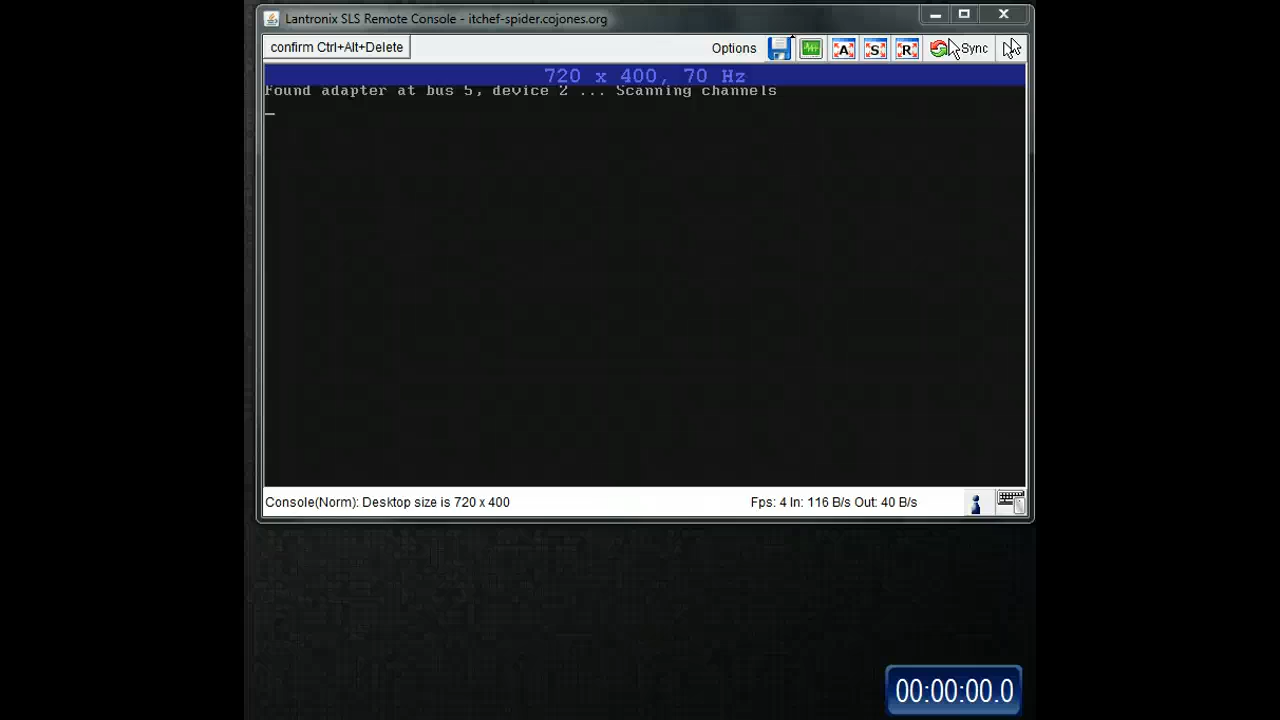 Lantronix SLS Remote Console - itchef-spider.cojones.org
confirm Ctrl+Alt+Delete
Options
A
S
R
Sync
720 x 400, 70 Hz
Found adapter at bus 5, device 2 ... Scanning channels
_
Console(Norm): Desktop size is 720 x 400
Fps: 4 In: 116 B/s Out: 40 B/s
00:00:00.0